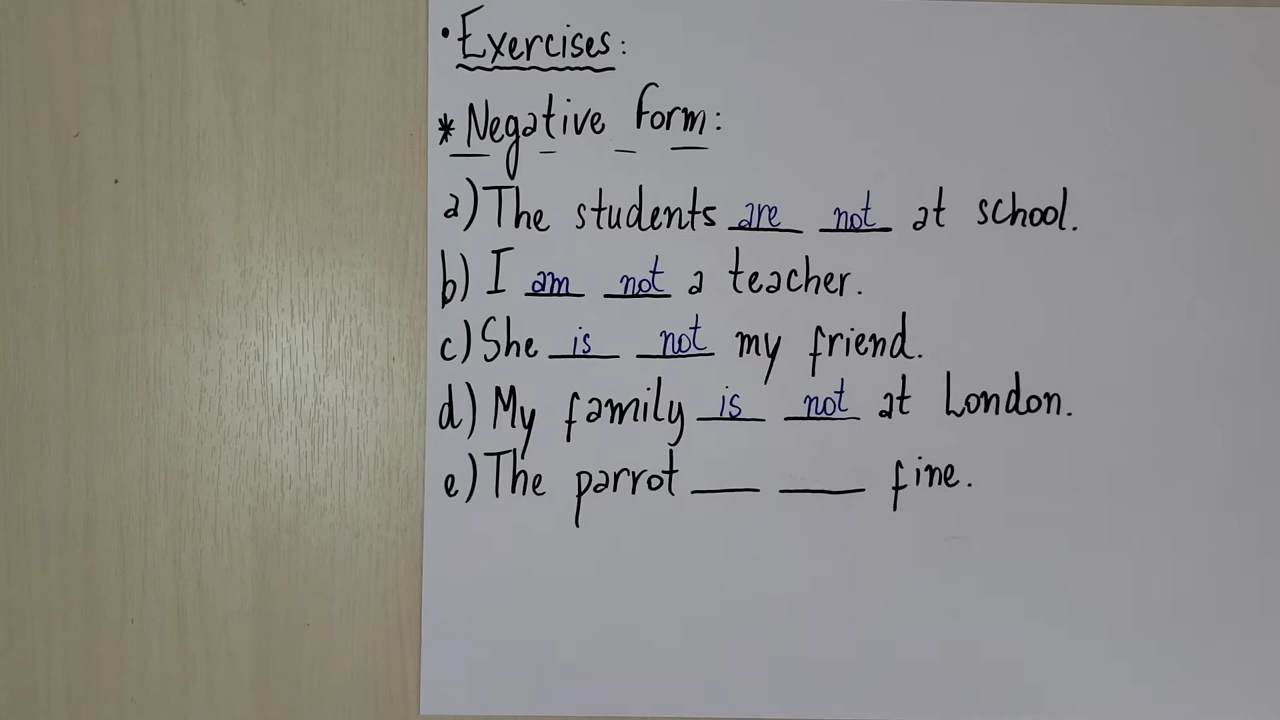 • Exercises:
* Negative form:
a) The students are not at school.
b) I am not a teacher.
c) She is not my friend.
d) My family is not at London.
e) The parrot ___ ___ fine.